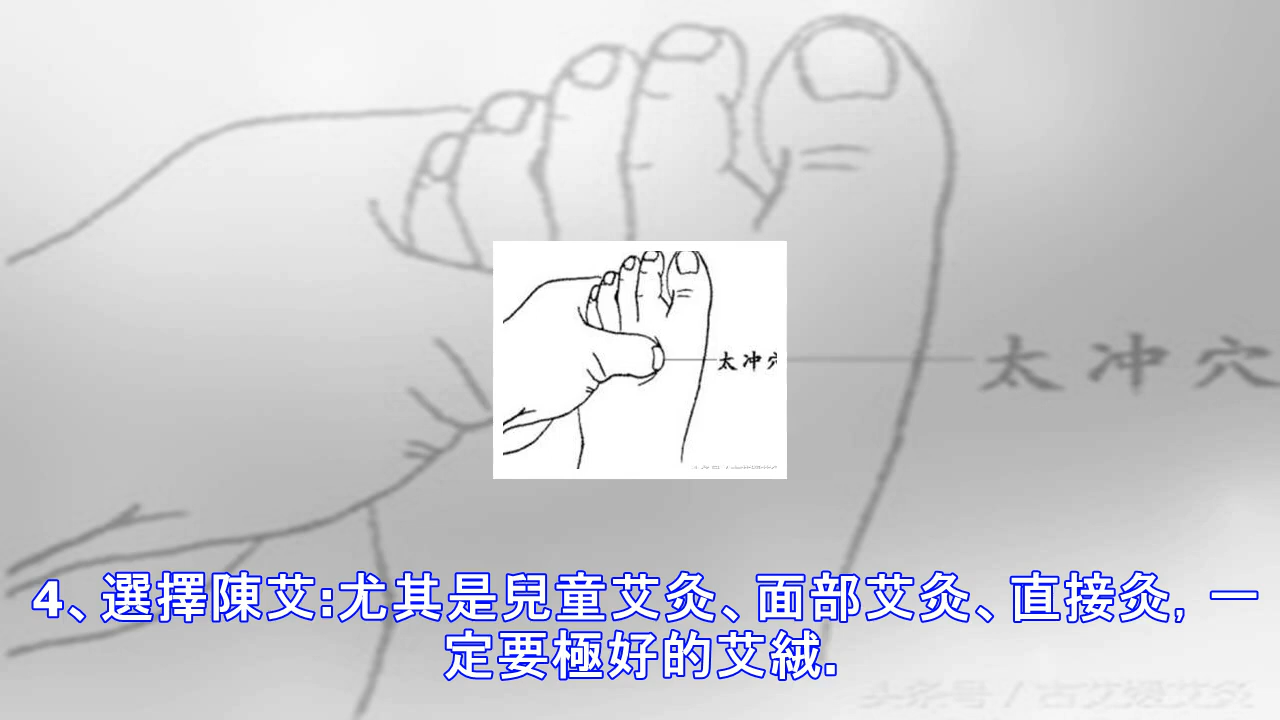 太冲穴
太冲
4、選擇陳艾:尤其是兒童艾灸、面部艾灸、直接灸, 一
定要極好的艾絨.